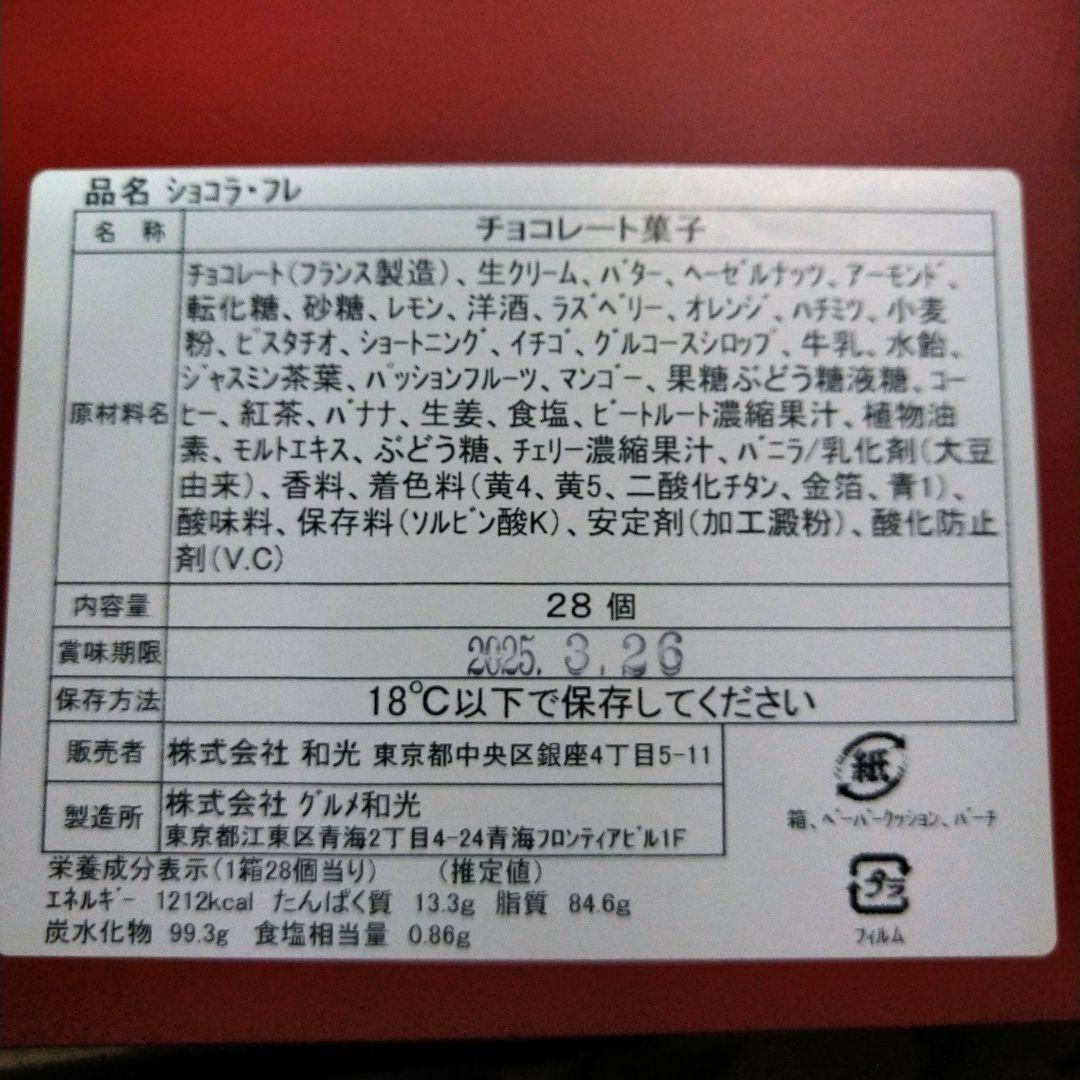 品名 ショコラ・フレ
名 称 チョコレート菓子
原材料名
チョコレート(フランス製造)、生クリーム、バター、ヘーゼルナッツ、アーモンド、
転化糖、砂糖、レモン、洋酒、ラズベリー、オレンジ、ハチミツ、小麦
粉、ピスタチオ、ショートニング、イチゴ、グルコースシロップ、牛乳、水飴、
ジャスミン茶葉、パッションフルーツ、マンゴー、果糖ぶどう糖液糖、コー
ヒー、紅茶、バナナ、生姜、食塩、ビートルート濃縮果汁、植物油
素、モルトエキス、ぶどう糖、チェリー濃縮果汁、バニラ/乳化剤(大豆
由来)、香料、着色料(黄4、黄5、二酸化チタン、金箔、青1)、
酸味料、保存料(ソルビン酸K)、安定剤(加工澱粉)、酸化防止
剤(V.C)
内容量 28 個
賞味期限 2025. 3. 26
保存方法 18℃以下で保存してください
販売者 株式会社 和光 東京都中央区銀座4丁目5-11
製造所 株式会社 グルメ和光
東京都江東区青海2丁目4-24青海フロンティアビル1F
紙
箱、ペーパークッション、パーチ
プラ
フィルム
栄養成分表示(1箱28個当り) (推定値)
エネルギー 1212kcal たんぱく質 13.3g 脂質 84.6g
炭水化物 99.3g 食塩相当量 0.86g